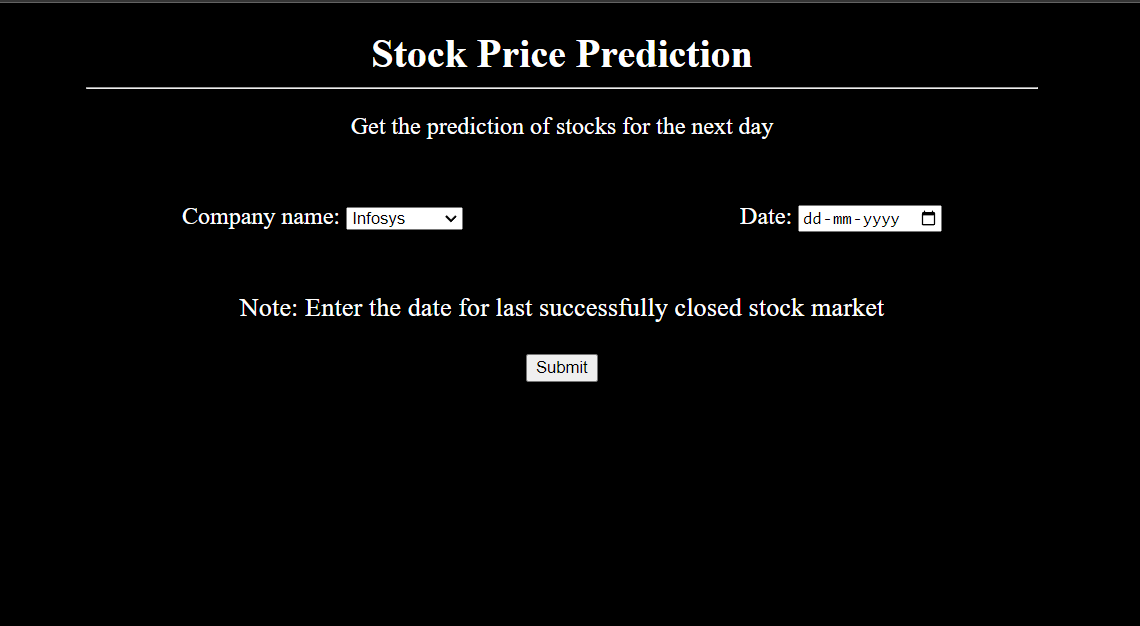 Stock Price Prediction
Get the prediction of stocks for the next day
Company name: Infosys Date: dd-mm-yyyy
Note: Enter the date for last successfully closed stock market
Submit